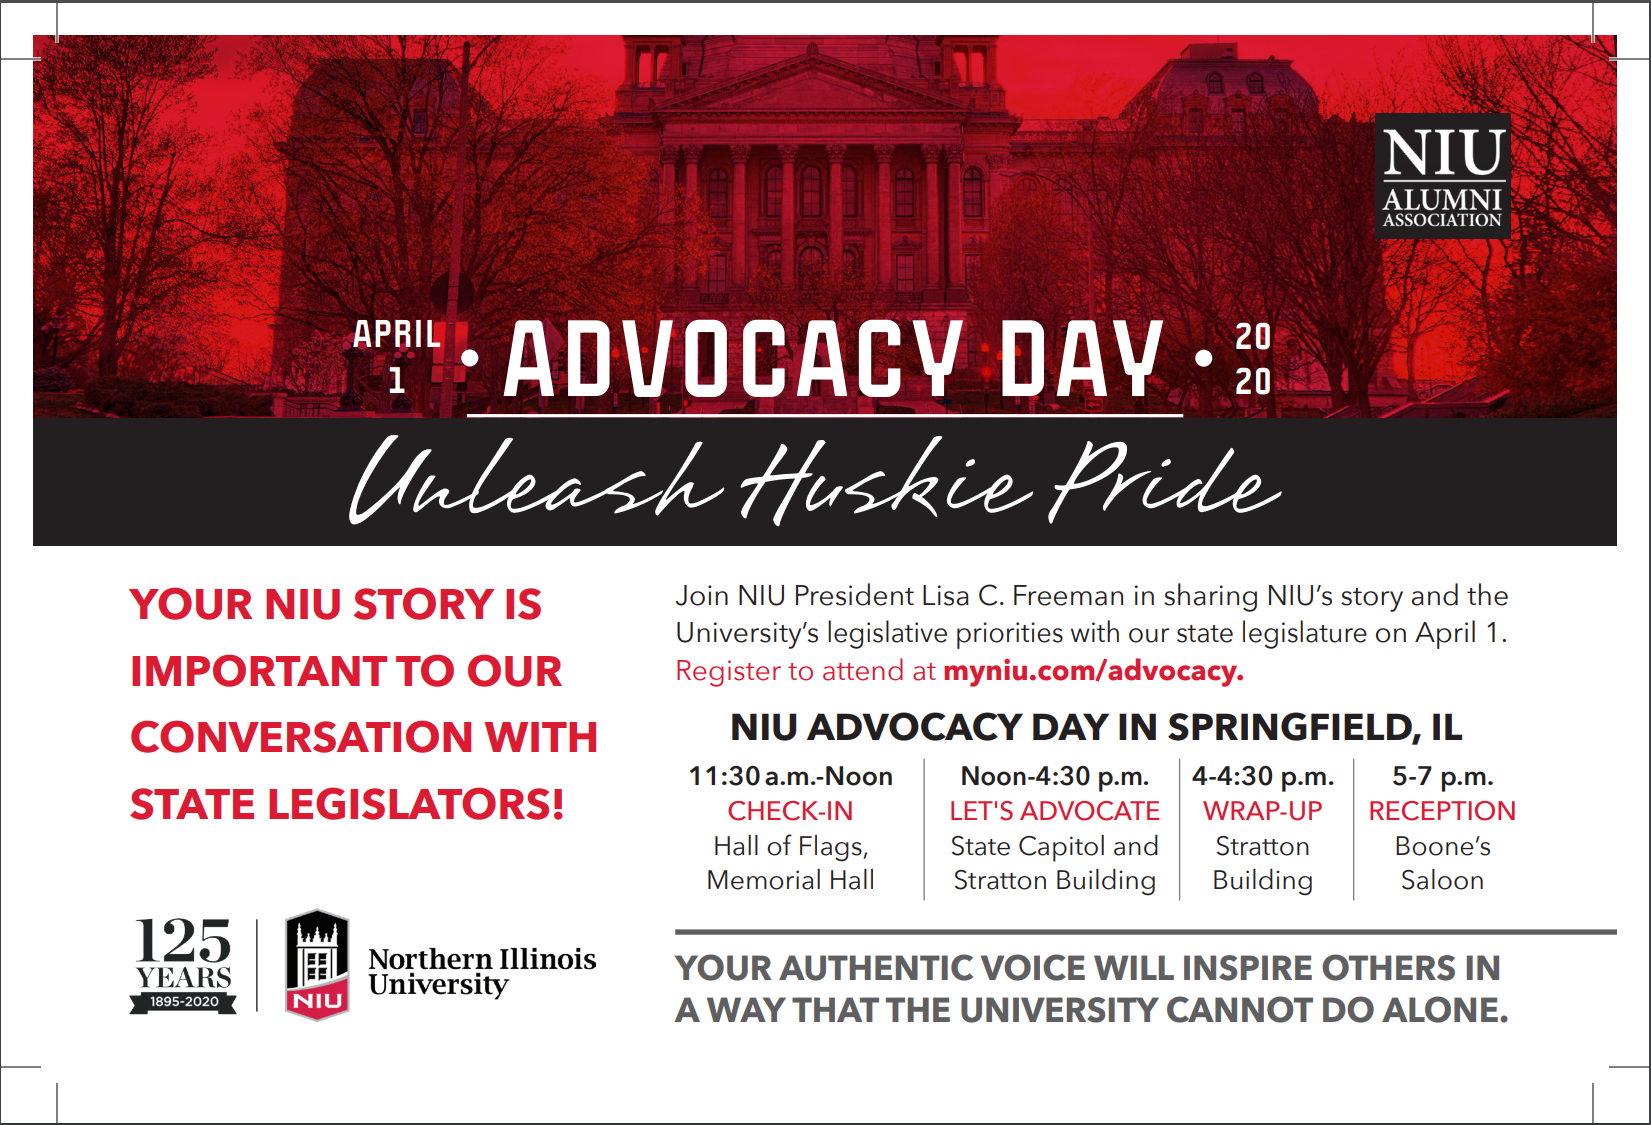 NIU
ALUMNI
ASSOCIATION
APRIL
1
• ADVOCACY DAY •
20
20
Unleash Huskie Pride
YOUR NIU STORY IS
IMPORTANT TO OUR
CONVERSATION WITH
STATE LEGISLATORS!
Join NIU President Lisa C. Freeman in sharing NIU’s story and the
University’s legislative priorities with our state legislature on April 1.
Register to attend at myniu.com/advocacy.
NIU ADVOCACY DAY IN SPRINGFIELD, IL
11:30 a.m.-Noon
CHECK-IN
Hall of Flags,
Memorial Hall
Noon-4:30 p.m.
LET'S ADVOCATE
State Capitol and
Stratton Building
4-4:30 p.m.
WRAP-UP
Stratton
Building
5-7 p.m.
RECEPTION
Boone’s
Saloon
125
YEARS
1895-2020
NIU
Northern Illinois
University
YOUR AUTHENTIC VOICE WILL INSPIRE OTHERS IN
A WAY THAT THE UNIVERSITY CANNOT DO ALONE.